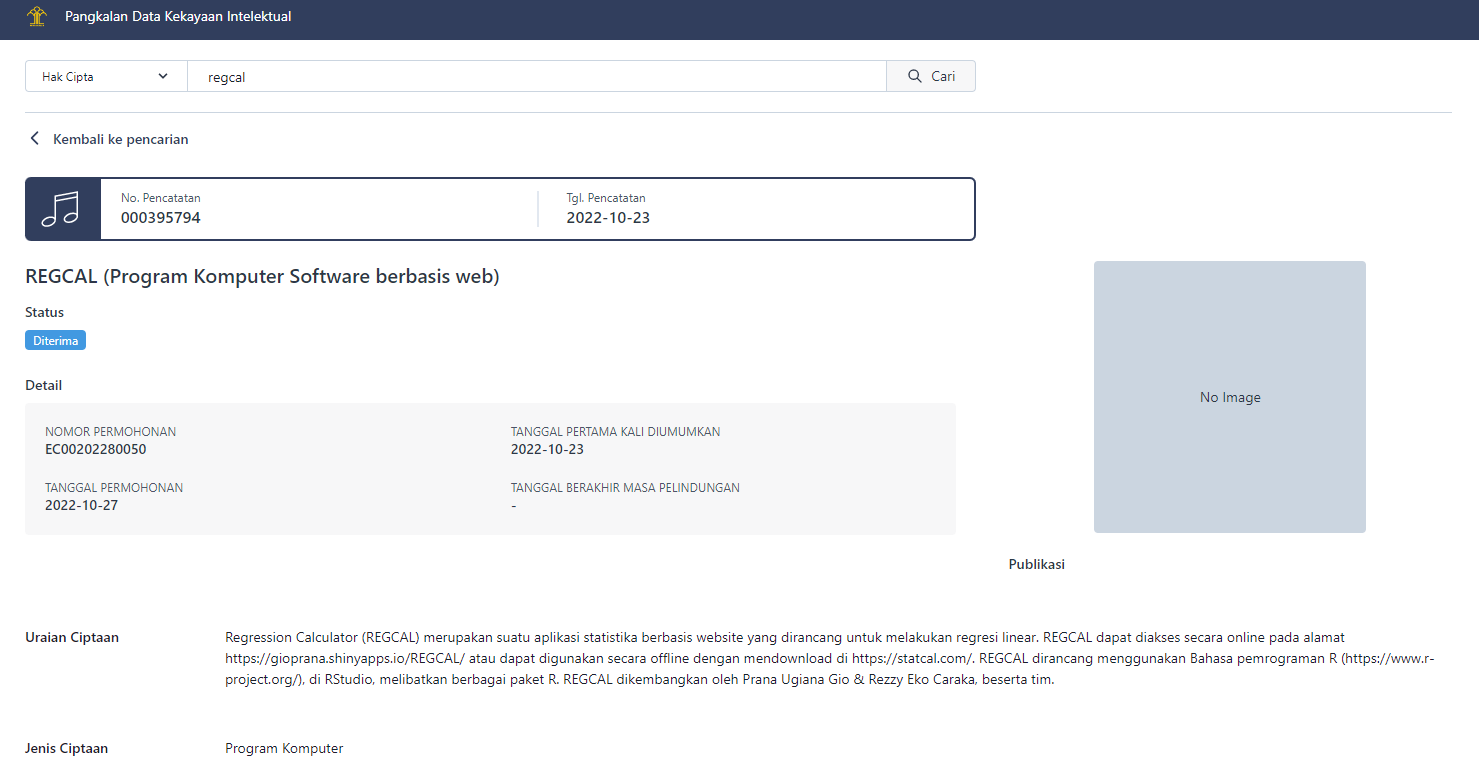 Pangkalan Data Kekayaan Intelektual
Hak Cipta
regcal
Cari
Kembali ke pencarian
No. Pencatatan
000395794
Tgl. Pencatatan
2022-10-23
REGCAL (Program Komputer Software berbasis web)
Status
Diterima
Detail
NOMOR PERMOHONAN
EC00202280050
TANGGAL PERTAMA KALI DIUMUMKAN
2022-10-23
TANGGAL PERMOHONAN
2022-10-27
TANGGAL BERAKHIR MASA PELINDUNGAN
-
No Image
Publikasi
Uraian Ciptaan
Regression Calculator (REGCAL) merupakan suatu aplikasi statistika berbasis website yang dirancang untuk melakukan regresi linear. REGCAL dapat diakses secara online pada alamat
https://gioprana.shinyapps.io/REGCAL/ atau dapat digunakan secara offline dengan mendownload di https://statcal.com/. REGCAL dirancang menggunakan Bahasa pemrograman R (https://www.r-
project.org/), di RStudio, melibatkan berbagai paket R. REGCAL dikembangkan oleh Prana Ugiana Gio & Rezzy Eko Caraka, beserta tim.
Jenis Ciptaan
Program Komputer